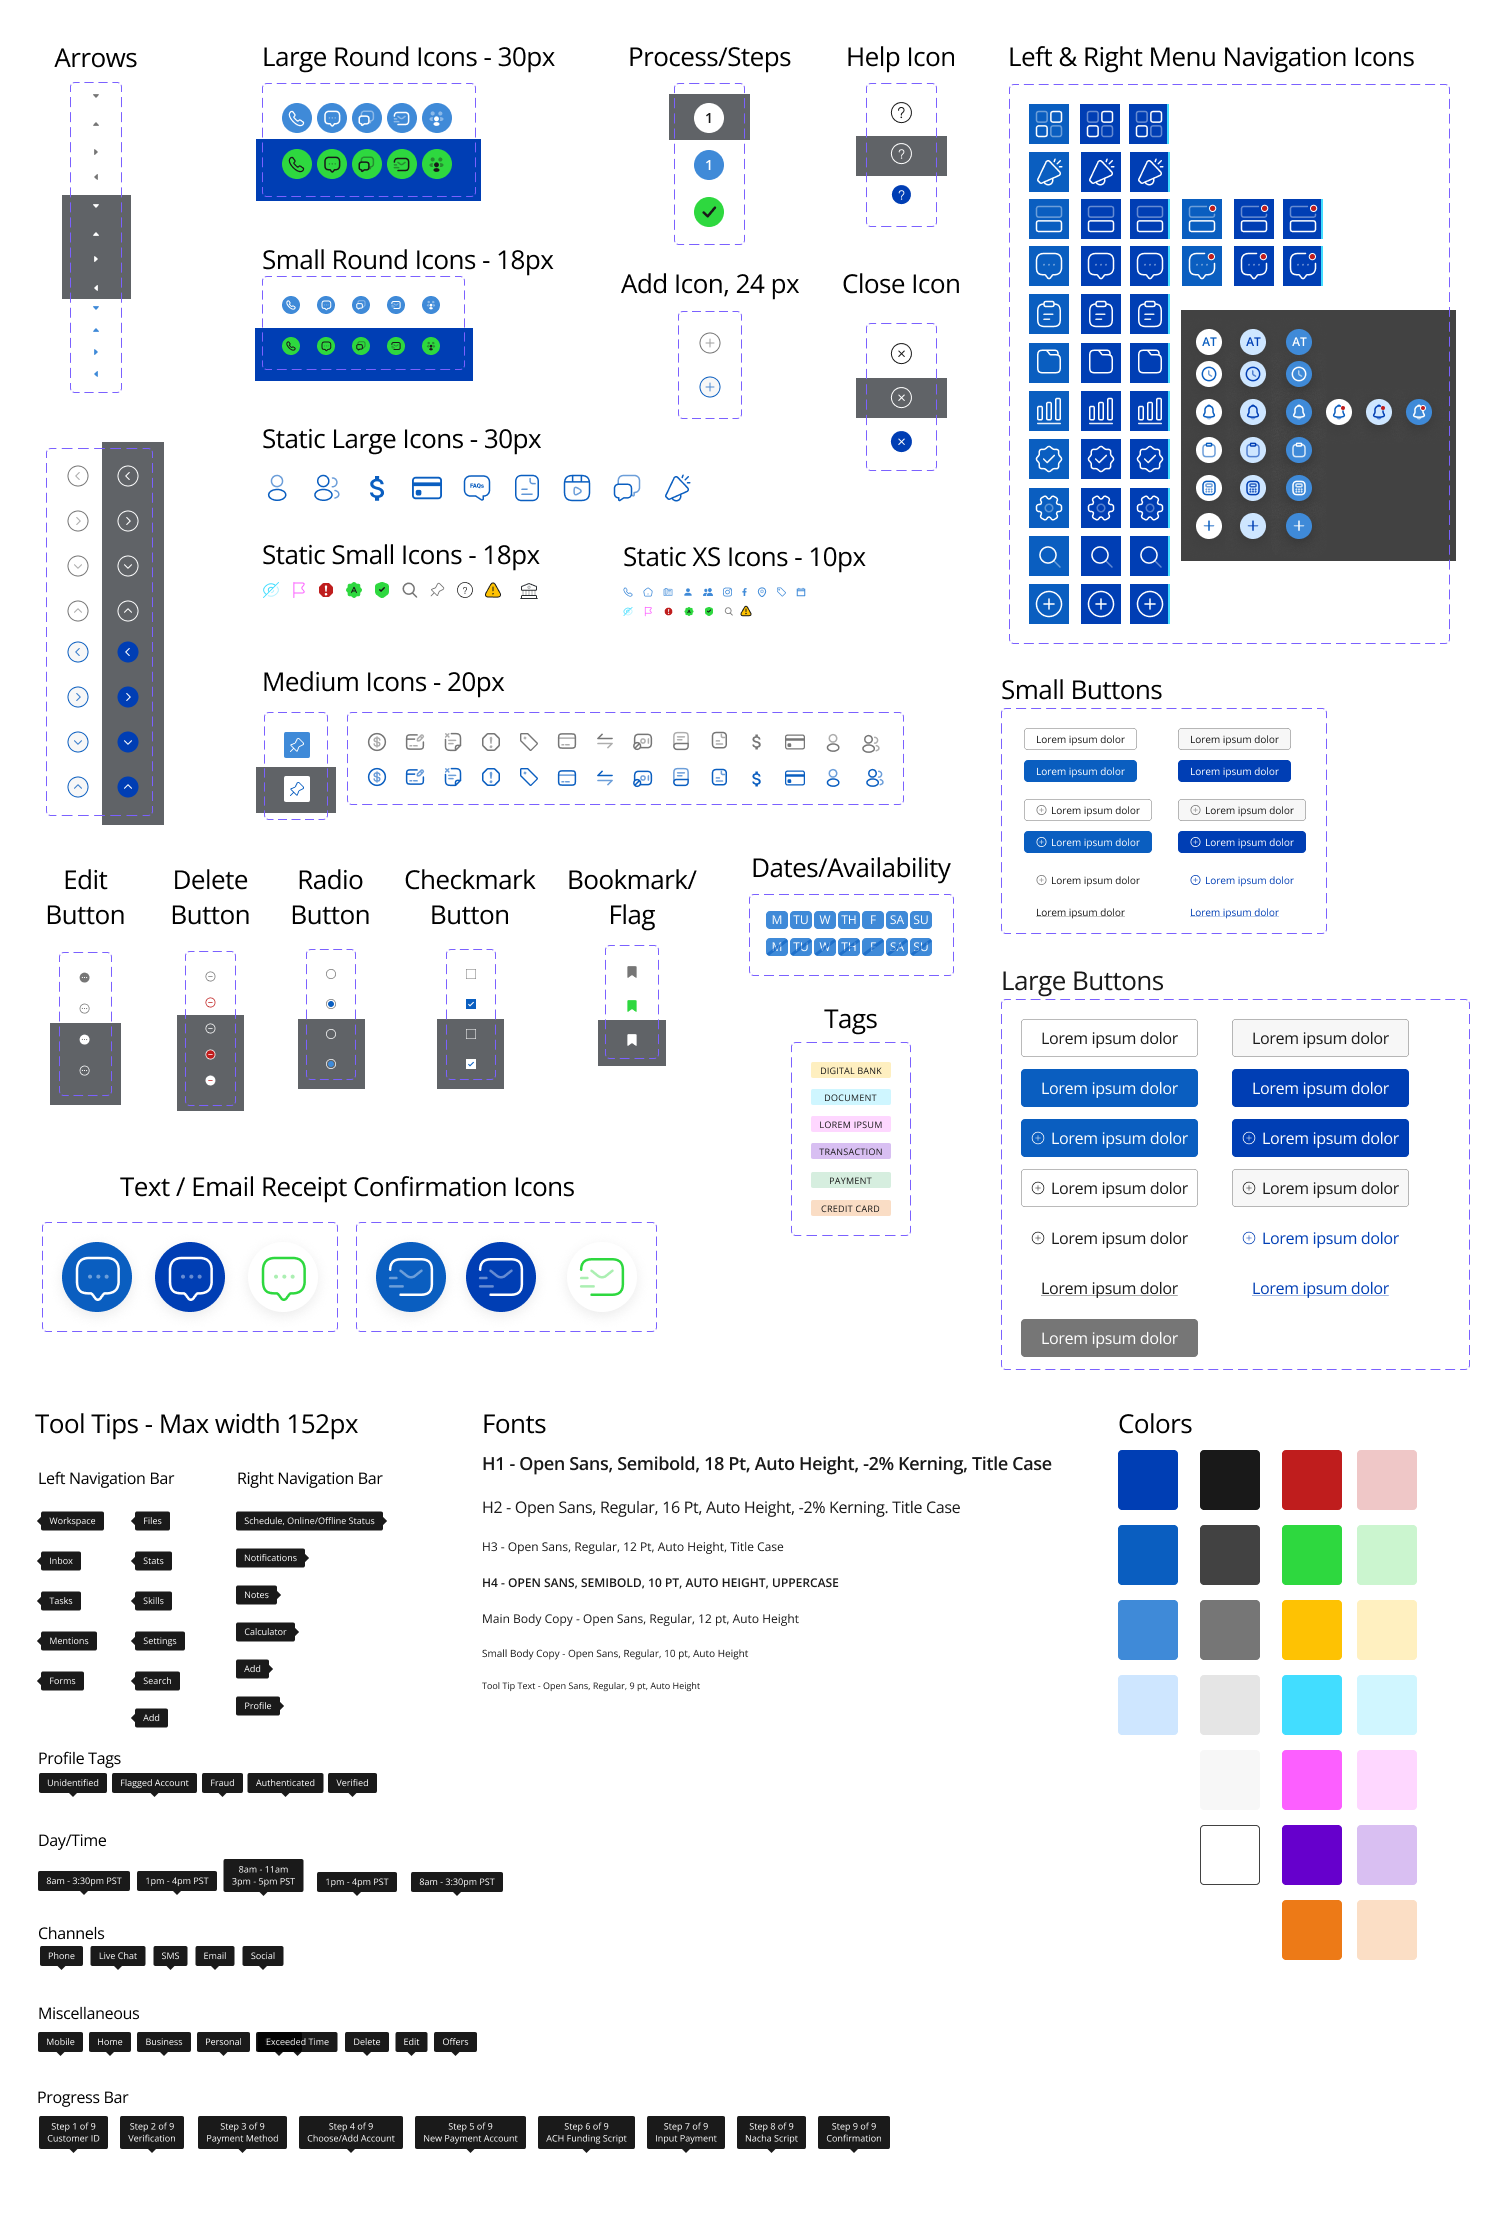 Arrows
Large Round Icons - 30px
Process/Steps
Help Icon
Left & Right Menu Navigation Icons
1
?
?
1
?
Small Round Icons - 18px
Add Icon, 24 px
Close Icon
AT AT AT
Static Large Icons - 30px
$
FAQs
Static Small Icons - 18px
Static XS Icons - 10px
A ?
Medium Icons - 20px
Small Buttons
Lorem ipsum dolor
Lorem ipsum dolor
Lorem ipsum dolor
Lorem ipsum dolor
Lorem ipsum dolor
Lorem ipsum dolor
Lorem ipsum dolor
Lorem ipsum dolor
Lorem ipsum dolor
Lorem ipsum dolor
Lorem ipsum dolor
Lorem ipsum dolor
Edit
Button
Delete
Button
Radio
Button
Checkmark
Button
Bookmark/
Flag
Dates/Availability
M TU W TH F SA SU
M TU W TH F SA SU
Large Buttons
Tags
DIGITAL BANK
DOCUMENT
LOREM IPSUM
TRANSACTION
PAYMENT
CREDIT CARD
Lorem ipsum dolor
Lorem ipsum dolor
Lorem ipsum dolor
Lorem ipsum dolor
Lorem ipsum dolor
Lorem ipsum dolor
Lorem ipsum dolor
Lorem ipsum dolor
Lorem ipsum dolor
Lorem ipsum dolor
Lorem ipsum dolor
Lorem ipsum dolor
Lorem ipsum dolor
Text / Email Receipt Confirmation Icons
Tool Tips - Max width 152px
Left Navigation Bar
Workspace
Inbox
Tasks
Mentions
Forms
Files
Stats
Skills
Settings
Search
Add
Right Navigation Bar
Schedule, Online/Offline Status
Notifications
Notes
Calculator
Add
Profile
Profile Tags
Unidentified
Flagged Account
Fraud
Authenticated
Verified
Day/Time
8am - 3:30pm PST
1pm - 4pm PST
8am - 11am
3pm - 5pm PST
1pm - 4pm PST
8am - 3:30pm PST
Channels
Phone
Live Chat
SMS
Email
Social
Miscellaneous
Mobile
Home
Business
Personal
Exceeded Time
Delete
Edit
Offers
Progress Bar
Step 1 of 9
Customer ID
Step 2 of 9
Verification
Step 3 of 9
Payment Method
Step 4 of 9
Choose/Add Account
Step 5 of 9
New Payment Account
Step 6 of 9
ACH Funding Script
Step 7 of 9
Input Payment
Step 8 of 9
Nacha Script
Step 9 of 9
Confirmation
Fonts
H1 - Open Sans, Semibold, 18 Pt, Auto Height, -2% Kerning, Title Case
H2 - Open Sans, Regular, 16 Pt, Auto Height, -2% Kerning. Title Case
H3 - Open Sans, Regular, 12 Pt, Auto Height, Title Case
H4 - OPEN SANS, SEMIBOLD, 10 PT, AUTO HEIGHT, UPPERCASE
Main Body Copy - Open Sans, Regular, 12 pt, Auto Height
Small Body Copy - Open Sans, Regular, 10 pt, Auto Height
Tool Tip Text - Open Sans, Regular, 9 pt, Auto Height
Colors